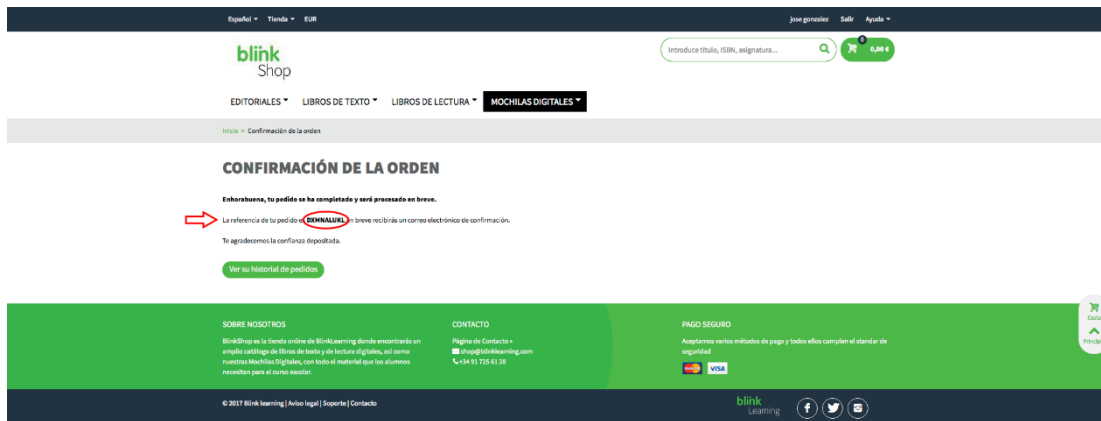 Español Tienda EUR jose gonzalez Salir Ayuda
blink
Shop
Introduce título, ISBN, asignatura...
0
0,00 €
EDITORIALES LIBROS DE TEXTO LIBROS DE LECTURA MOCHILAS DIGITALES
Inicio > Confirmación de la orden
CONFIRMACIÓN DE LA ORDEN
Enhorabuena, tu pedido se ha completado y será procesado en breve.
La referencia de tu pedido es DXMNALUKL n breve recibirás un correo electrónico de confirmación.
Te agradecemos la confianza depositada.
Ver su historial de pedidos
Cesta
Princip
SOBRE NOSOTROS
BlinkShop es la tienda online de BlinkLearning donde encontrarás un
amplio catálogo de libros de texto y de lectura digitales, así como
nuestras Mochilas Digitales, con todo el material que los alumnos
necesitan para el curso escolar.
CONTACTO
Página de Contacto »
shop@blinklearning.com
+34 91 725 61 28
PAGO SEGURO
Aceptamos varios métodos de pago y todos ellos cumplen el standar de
seguridad
VISA
© 2017 Blink learning | Aviso legal | Soporte | Contacto
blink
Learning